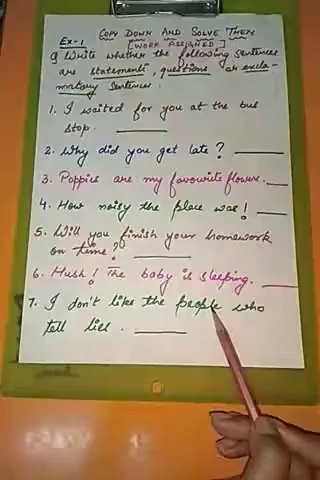 COPY DOWN AND SOLVE THEM
Ex-1 [WORK ASSIGNED]
Q Write whether the following sentences
are statements, questions, or excla-
matory sentences.
1. I waited for you at the bus
stop. ______
2. Why did you get late? ______
3. Poppies are my favourite flower. ___
4. How noisy the place was! ___
5. Will you finish your homework
on time? ______
6. Hush! The baby is sleeping. ____
7. I don't like the people who
tell lies. ______